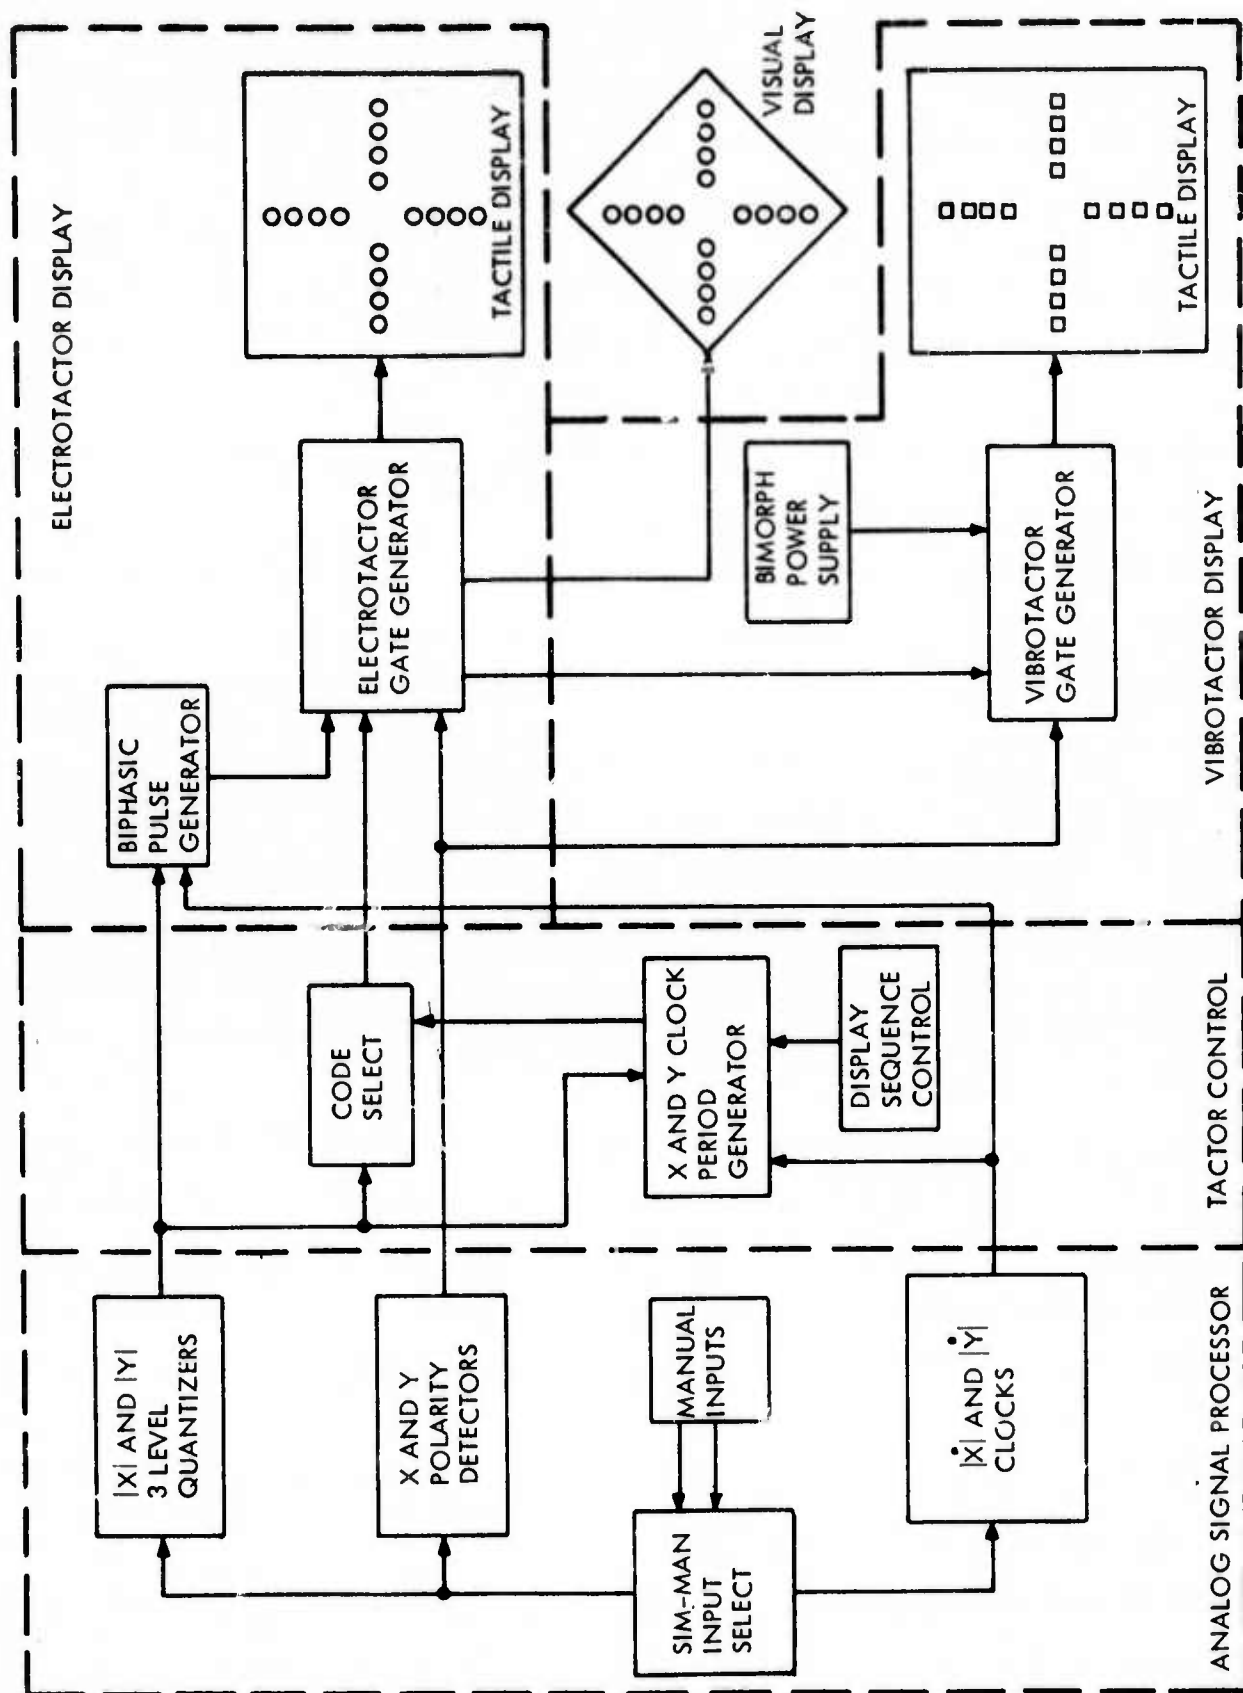 ELECTROTACTOR DISPLAY
TACTILE DISPLAY
ELECTROTACTOR
GATE GENERATOR
BIPHASIC
PULSE
GENERATOR
VISUAL
DISPLAY
BIMORPH
POWER
SUPPLY
TACTILE DISPLAY
VIBROTACTOR
GATE GENERATOR
VIBROTACTOR DISPLAY
CODE
SELECT
X AND Y CLOCK
PERIOD
GENERATOR
DISPLAY
SEQUENCE
CONTROL
TACTOR CONTROL
|X| AND |Y|
3 LEVEL
QUANTIZERS
X AND Y
POLARITY
DETECTORS
MANUAL
INPUTS
SIM-MAN
INPUT
SELECT
|Ẋ| AND |Ẏ|
CLOCKS
ANALOG SIGNAL PROCESSOR